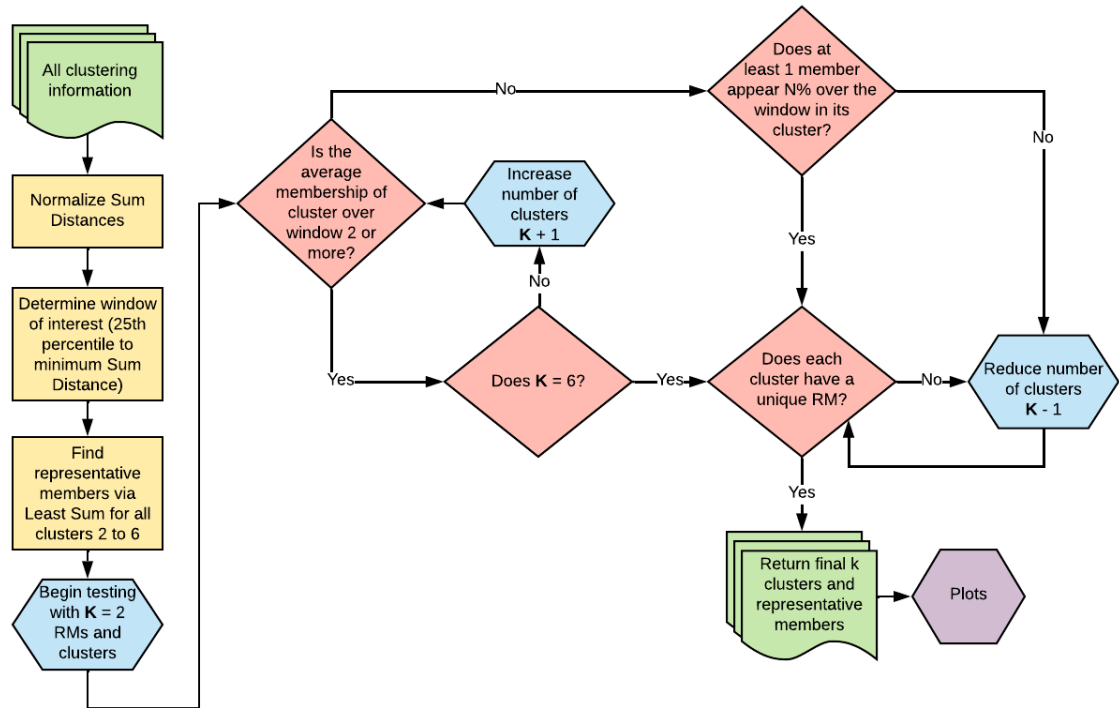 All clustering
information
Normalize Sum
Distances
Determine window
of interest (25th
percentile to
minimum Sum
Distance)
Find
representative
members via
Least Sum for all
clusters 2 to 6
Begin testing
with K = 2
RMs and
clusters
Is the
average
membership of
cluster over
window 2 or
more?
No
Yes
Increase
number of
clusters
K + 1
No
Does K = 6?
Yes
Does at
least 1 member
appear N% over the
window in its
cluster?
No
Yes
Does each
cluster have a
unique RM?
No
Reduce number
of clusters
K - 1
Yes
Return final k
clusters and
representative
members
Plots